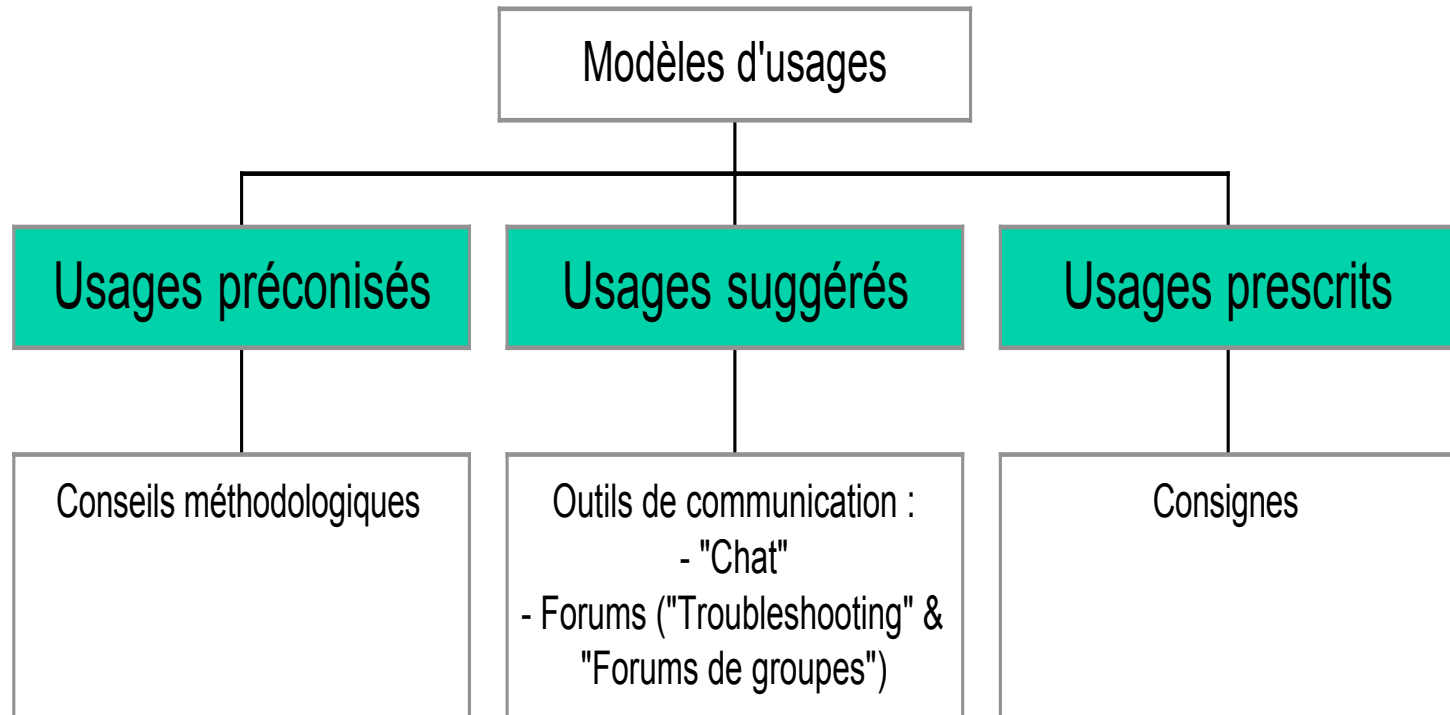 Modèles d'usages
Usages préconisés
Usages suggérés
Usages prescrits
Conseils méthodologiques
Outils de communication :
- "Chat"
- Forums ("Troubleshooting" &
"Forums de groupes")
Consignes